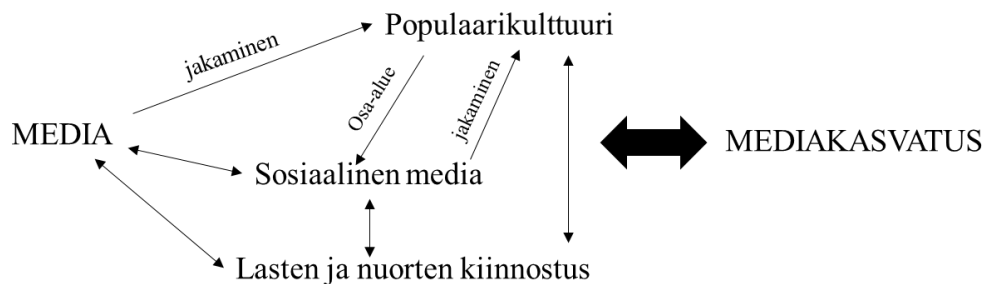 Populaarikulttuuri
jakaminen
Osa-alue
jakaminen
MEDIA
MEDIAKASVATUS
Sosiaalinen media
Lasten ja nuorten kiinnostus